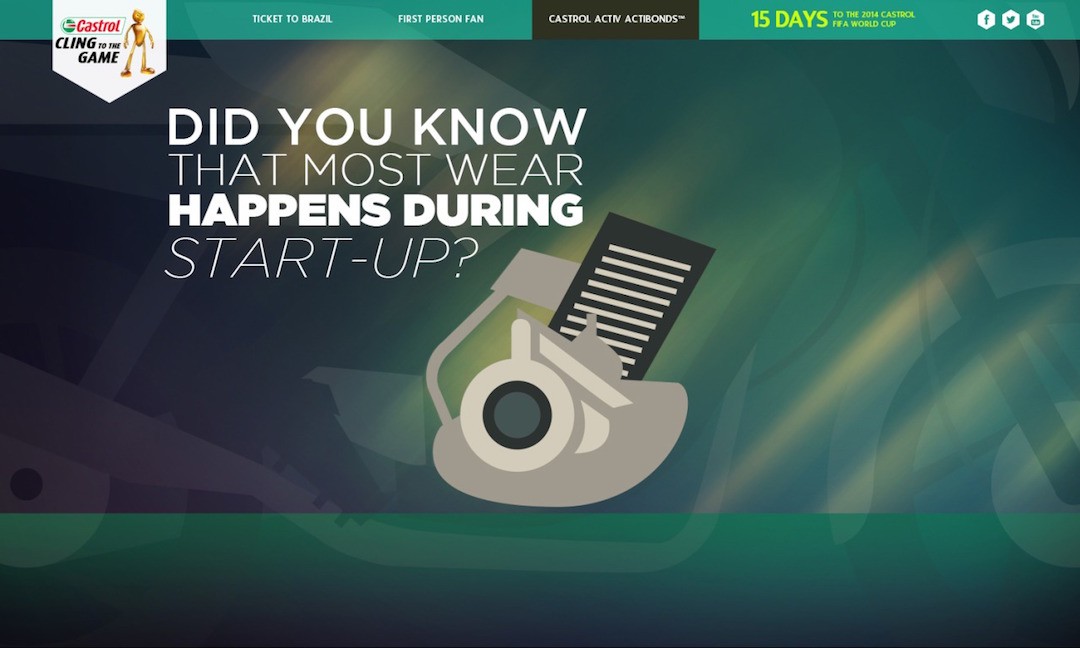 Castrol
CLING TO THE
GAME
TICKET TO BRAZIL
FIRST PERSON FAN
CASTROL ACTIV ACTIBONDS™
15 DAYS
TO THE 2014 CASTROL
FIFA WORLD CUP
DID YOU KNOW
THAT MOST WEAR
HAPPENS DURING
START-UP?